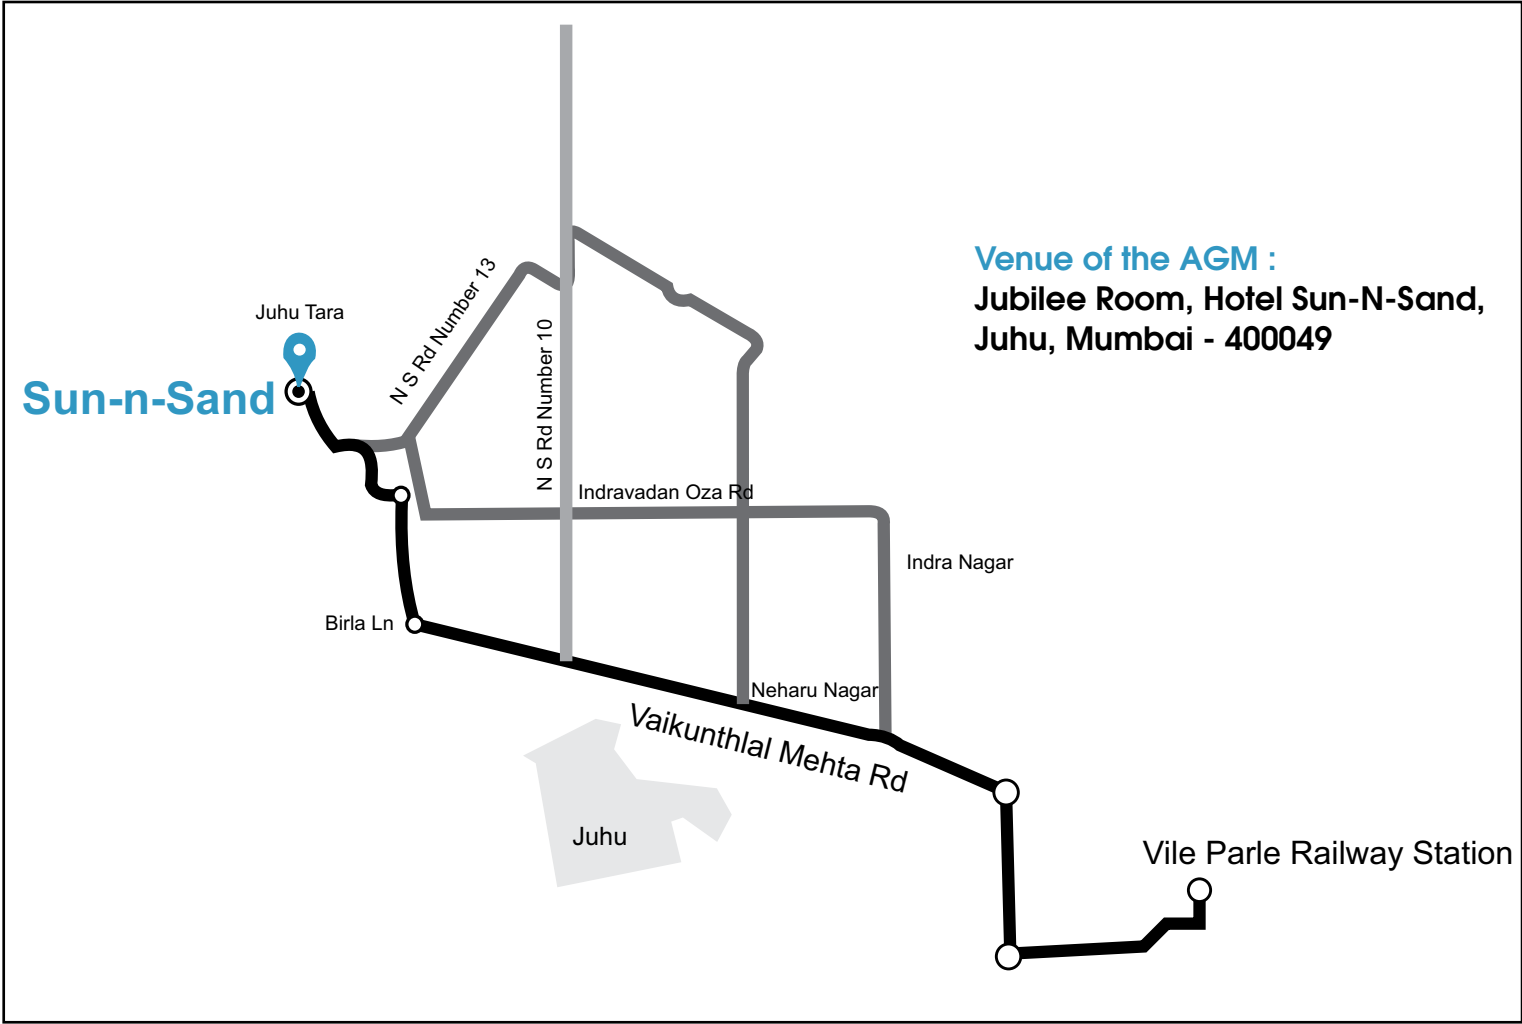 Venue of the AGM :
Jubilee Room, Hotel Sun-N-Sand,
Juhu, Mumbai - 400049
Juhu Tara
Sun-n-Sand
N S Rd Number 13
N S Rd Number 10
Indravadan Oza Rd
Indra Nagar
Birla Ln
Neharu Nagar
Vaikunthlal Mehta Rd
Juhu
Vile Parle Railway Station